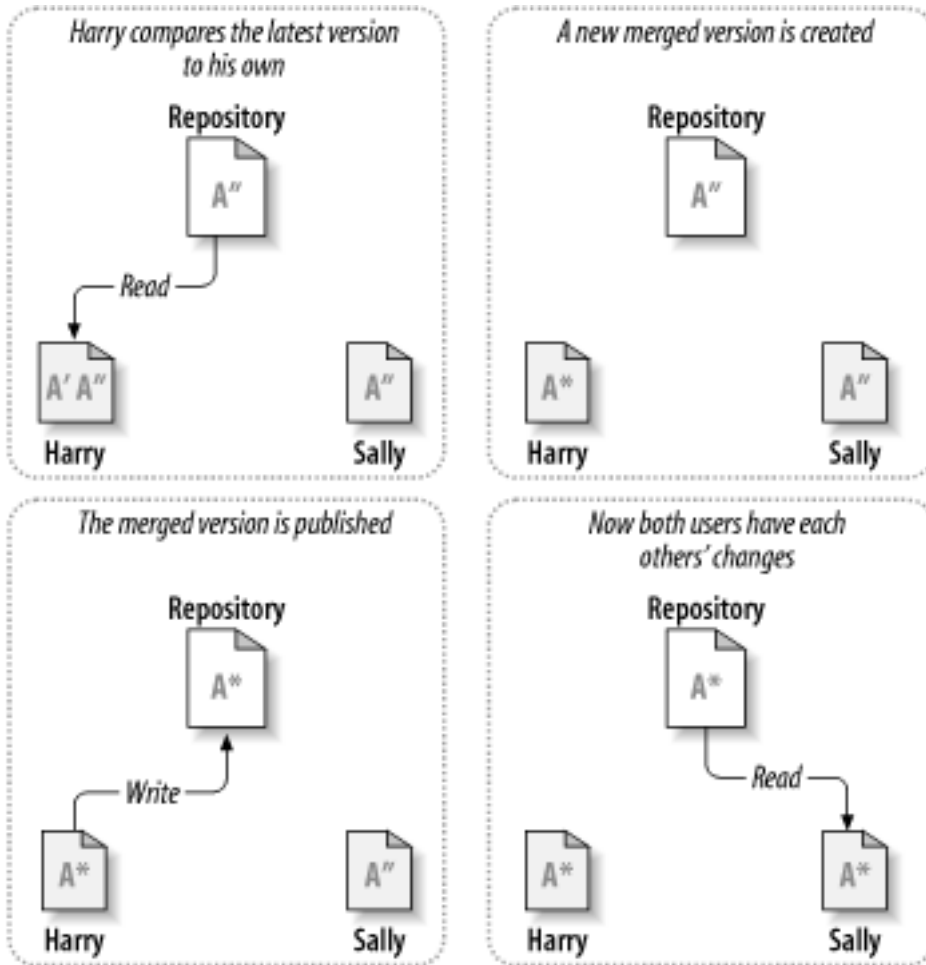 Harry compares the latest version
to his own
Repository
A″
Read
A′ A″
A″
Harry
Sally
A new merged version is created
Repository
A″
A*
A″
Harry
Sally
The merged version is published
Repository
A*
Write
A*
A″
Harry
Sally
Now both users have each
others’ changes
Repository
A*
Read
A*
A*
Harry
Sally